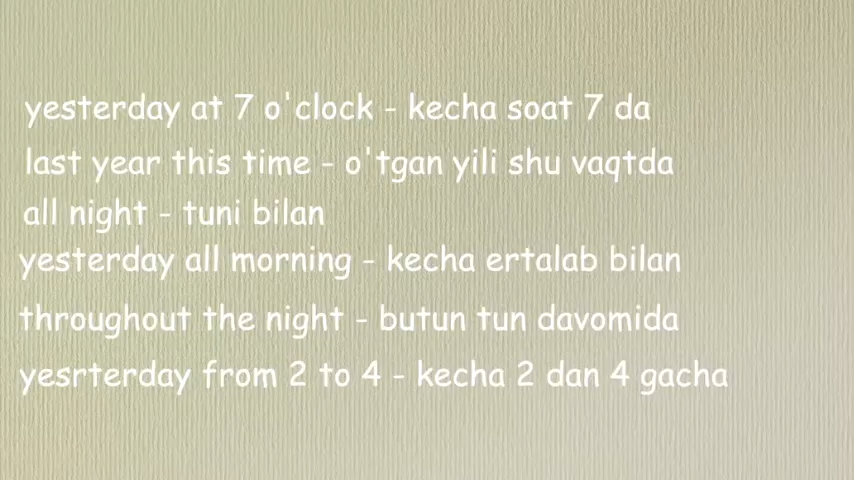 yesterday at 7 o'clock - kecha soat 7 da
last year this time - o'tgan yili shu vaqtda
all night - tuni bilan
yesterday all morning - kecha ertalab bilan
throughout the night - butun tun davomida
yesrterday from 2 to 4 - kecha 2 dan 4 gacha